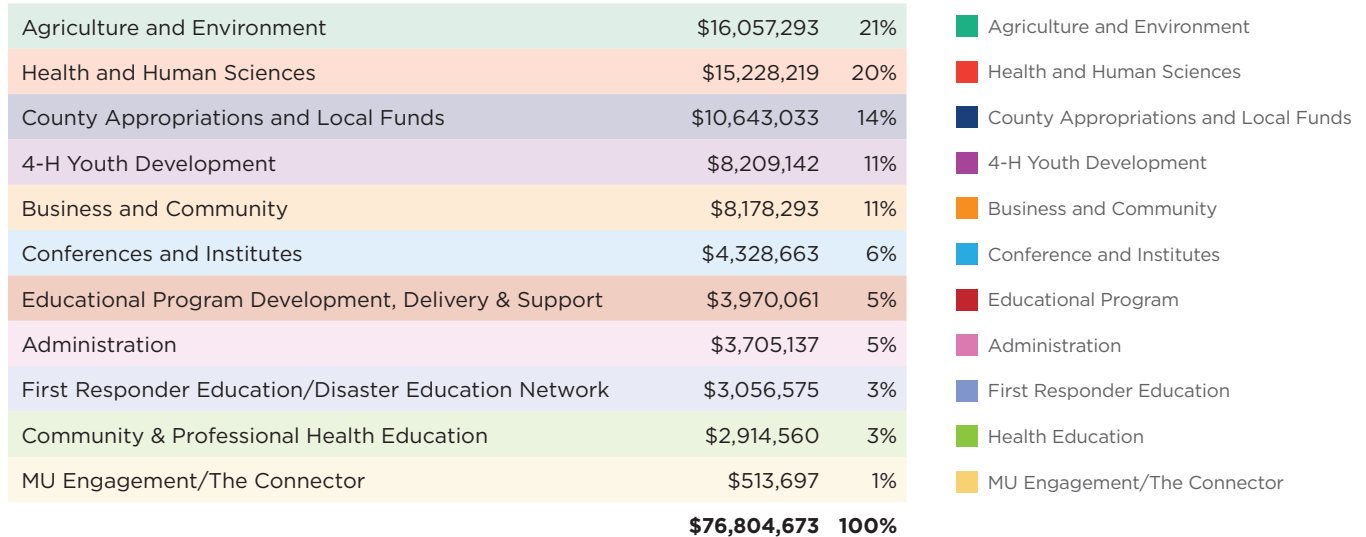 Agriculture and Environment $16,057,293 21%
Health and Human Sciences $15,228,219 20%
County Appropriations and Local Funds $10,643,033 14%
4-H Youth Development $8,209,142 11%
Business and Community $8,178,293 11%
Conferences and Institutes $4,328,663 6%
Educational Program Development, Delivery & Support $3,970,061 5%
Administration $3,705,137 5%
First Responder Education/Disaster Education Network $3,056,575 3%
Community & Professional Health Education $2,914,560 3%
MU Engagement/The Connector $513,697 1%
$76,804,673 100%
Agriculture and Environment
Health and Human Sciences
County Appropriations and Local Funds
4-H Youth Development
Business and Community
Conference and Institutes
Educational Program
Administration
First Responder Education
Health Education
MU Engagement/The Connector